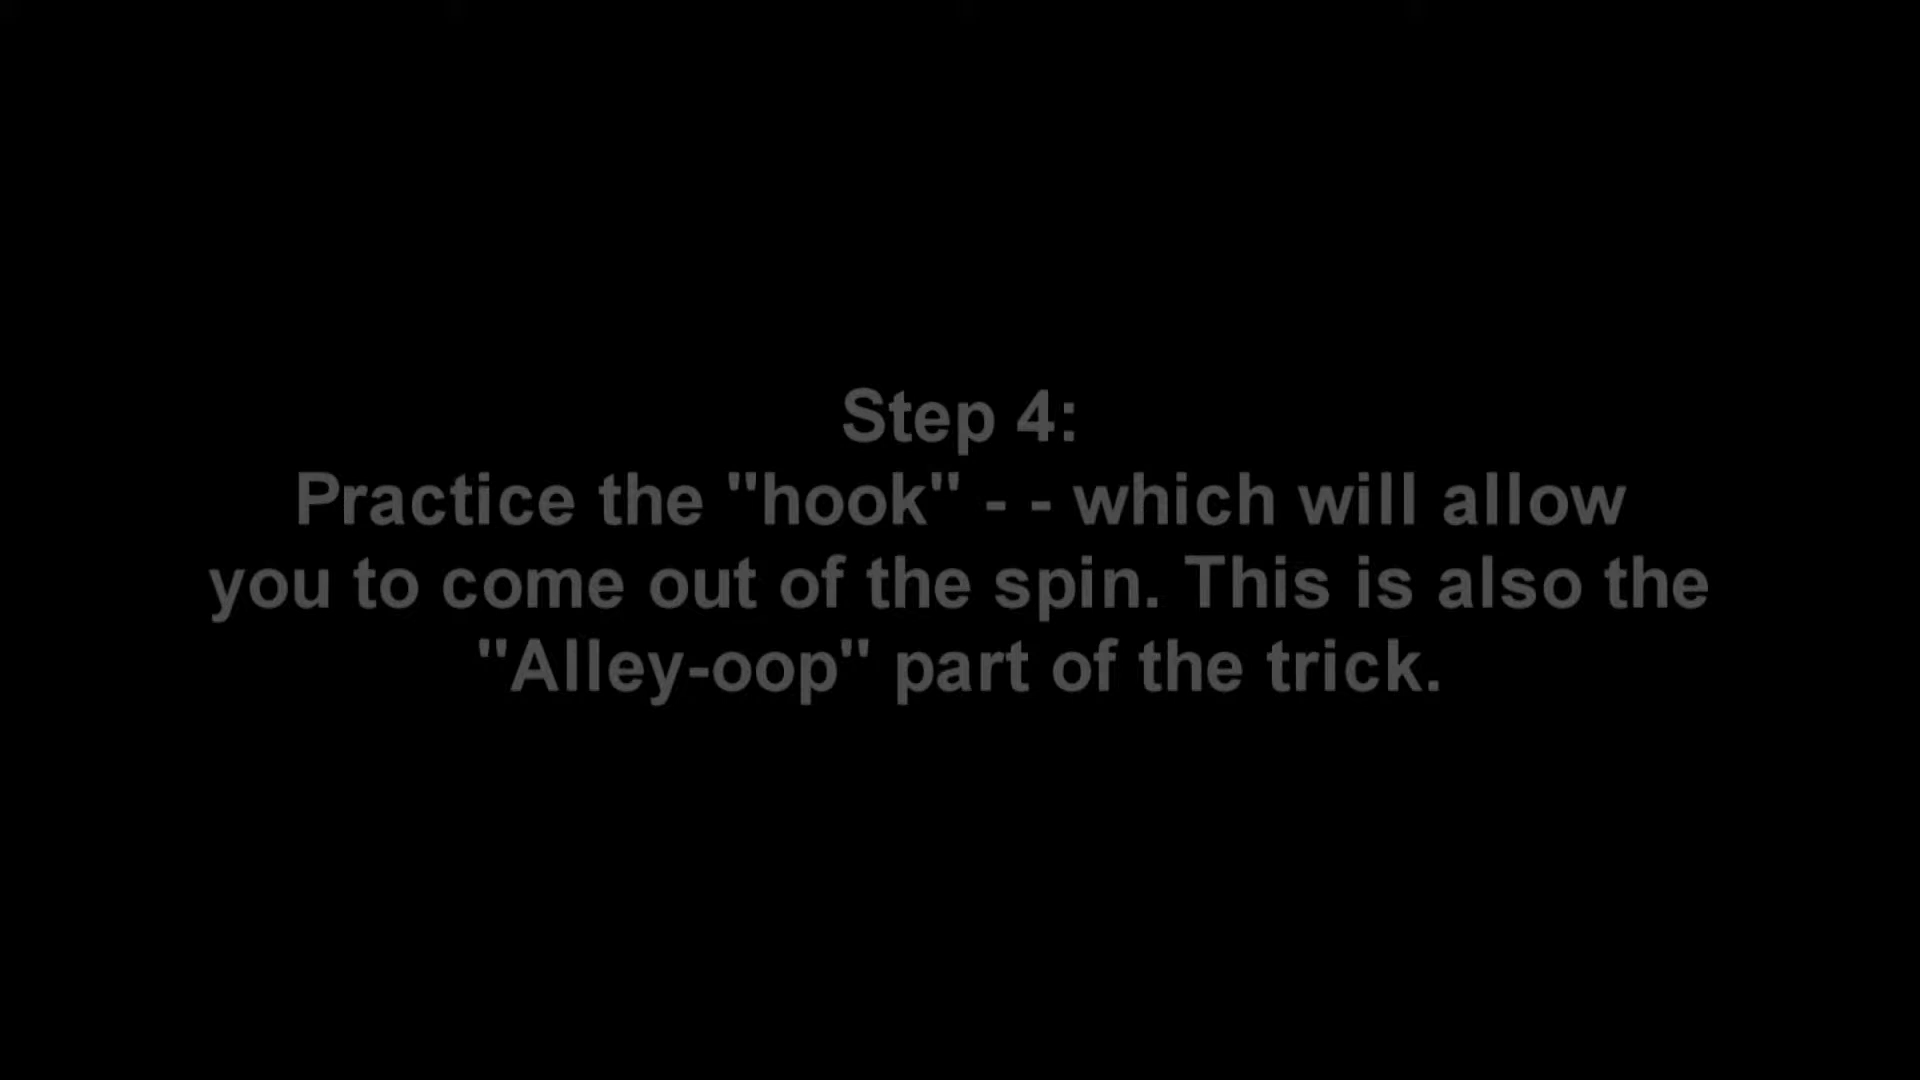 Step 4:
Practice the "hook" - - which will allow
you to come out of the spin. This is also the
"Alley-oop" part of the trick.